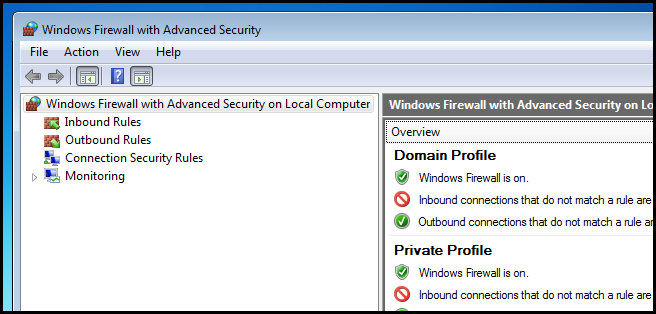 Windows Firewall with Advanced Security
File Action View Help
Windows Firewall with Advanced Security on Local Computer
Inbound Rules
Outbound Rules
Connection Security Rules
Monitoring
Windows Firewall with Advanced Security on Lo
Overview
Domain Profile
Windows Firewall is on.
Inbound connections that do not match a rule are
Outbound connections that do not match a rule are
Private Profile
Windows Firewall is on.
Inbound connections that do not match a rule are